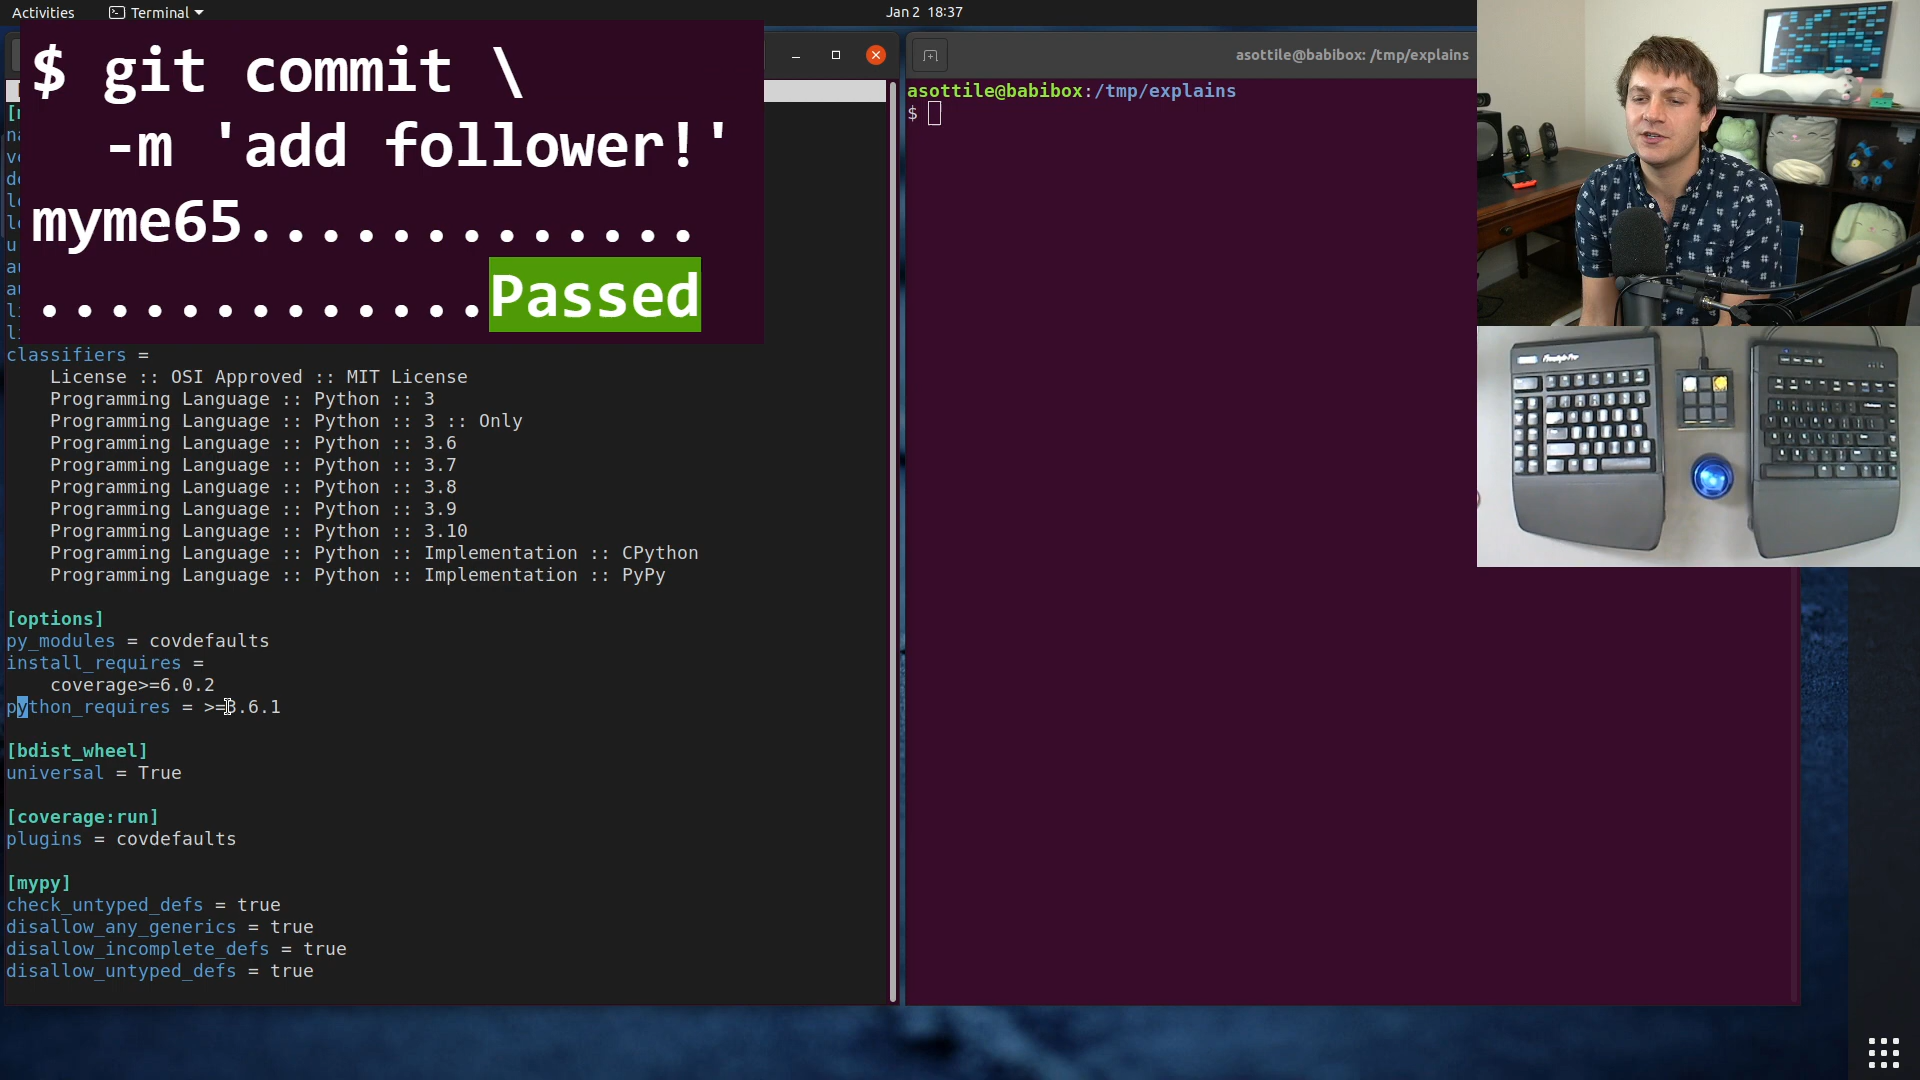 Activities
Terminal
Jan 2 18:37
$ git commit \
-m 'add follower!'
myme65.............
.............Passed
classifiers =
License :: OSI Approved :: MIT License
Programming Language :: Python :: 3
Programming Language :: Python :: 3 :: Only
Programming Language :: Python :: 3.6
Programming Language :: Python :: 3.7
Programming Language :: Python :: 3.8
Programming Language :: Python :: 3.9
Programming Language :: Python :: 3.10
Programming Language :: Python :: Implementation :: CPython
Programming Language :: Python :: Implementation :: PyPy
[options]
py_modules = covdefaults
install_requires =
coverage>=6.0.2
python_requires = >=3.6.1
[bdist_wheel]
universal = True
[coverage:run]
plugins = covdefaults
[mypy]
check_untyped_defs = true
disallow_any_generics = true
disallow_incomplete_defs = true
disallow_untyped_defs = true
asottile@babibox: /tmp/explains
asottile@babibox:/tmp/explains
$